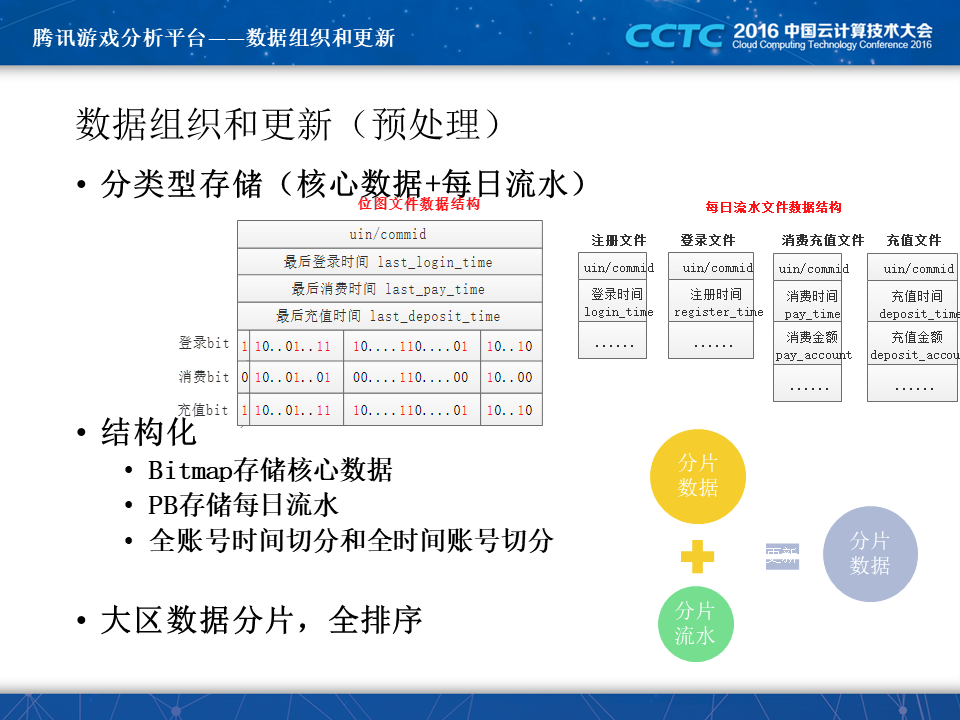 腾讯游戏分析平台——数据组织和更新
CCTC 2016 中国云计算技术大会
Cloud Computing Technology Conference 2016
数据组织和更新（预处理）
• 分类型存储（核心数据+每日流水）
位图文件数据结构
uin/commid
最后登录时间 last_login_time
最后消费时间 last_pay_time
最后充值时间 last_deposit_time
登录bit 1 10..01..11 10....110....01 10..10
消费bit 0 10..01..01 00....110....00 10..00
充值bit 1 10..01..11 10....110....01 10..10
每日流水文件数据结构
注册文件 登录文件 消费充值文件 充值文件
uin/commid uin/commid uin/commid uin/commid
登录时间 注册时间 消费时间 充值时间
login_time register_time pay_time deposit_time
消费金额 充值金额
pay_account deposit_accou
...... ...... ...... ......
• 结构化
• Bitmap存储核心数据
• PB存储每日流水
• 全账号时间切分和全时间账号切分
• 大区数据分片，全排序
分片
数据
更新
分片
数据
分片
流水